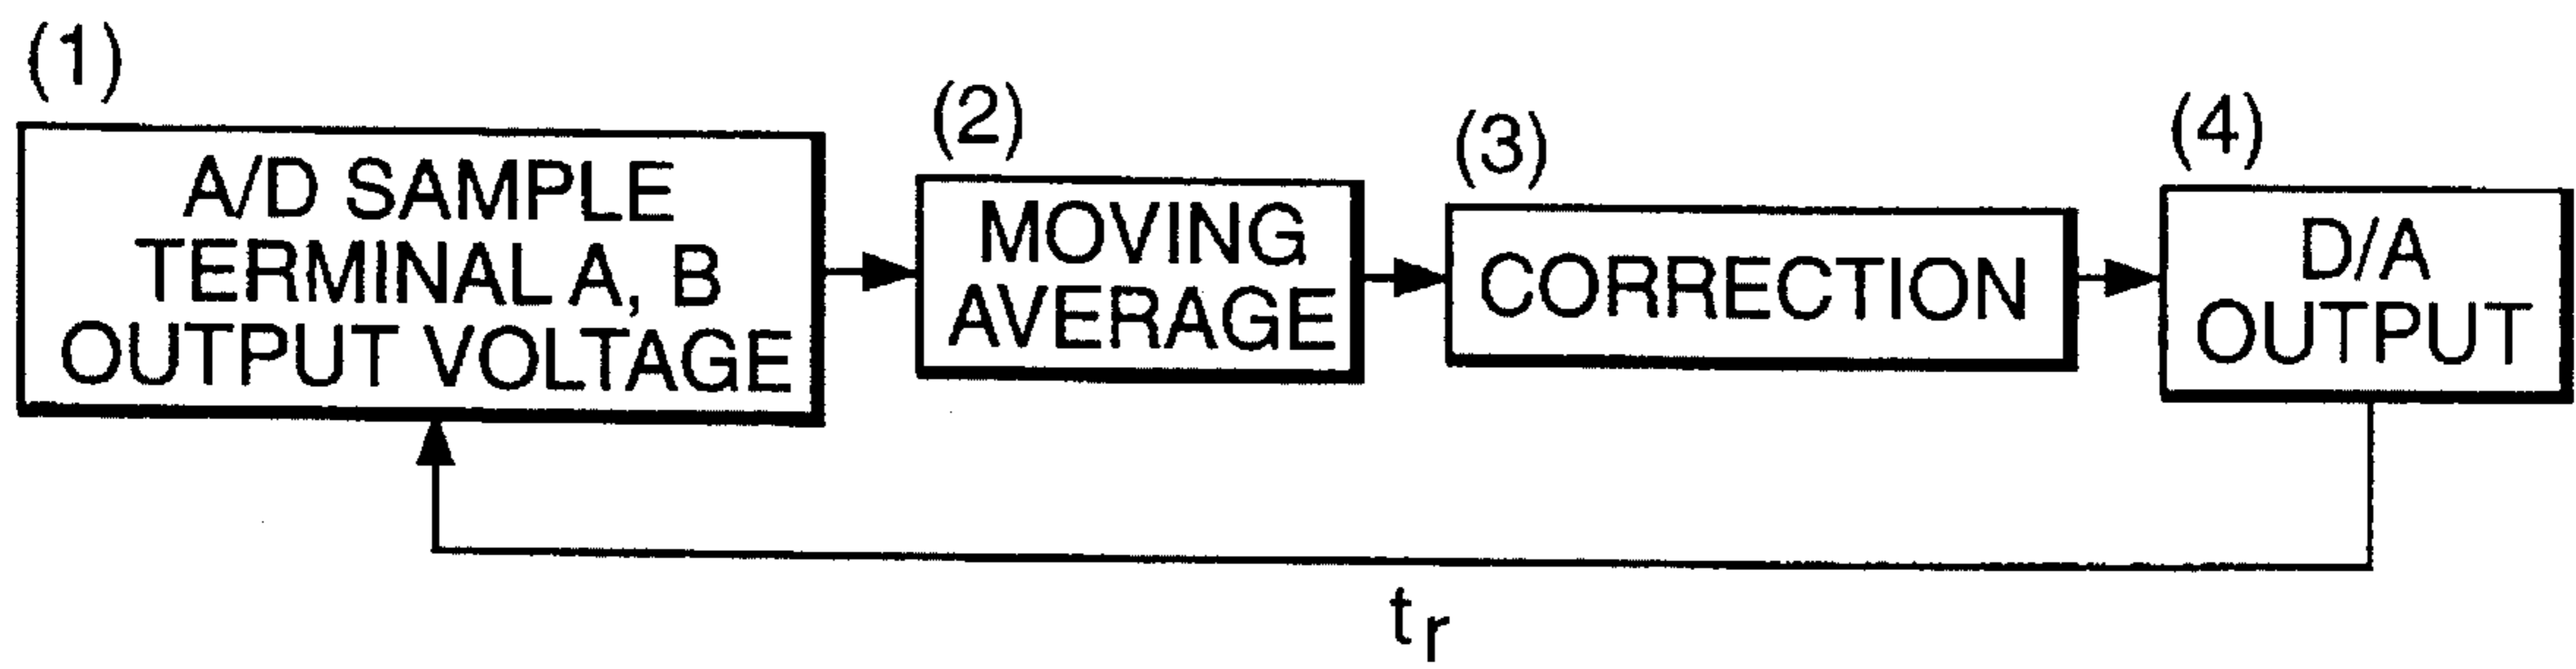 (1)
A/D SAMPLE
TERMINAL A, B
OUTPUT VOLTAGE
(2)
MOVING
AVERAGE
(3)
CORRECTION
(4)
D/A
OUTPUT
tr